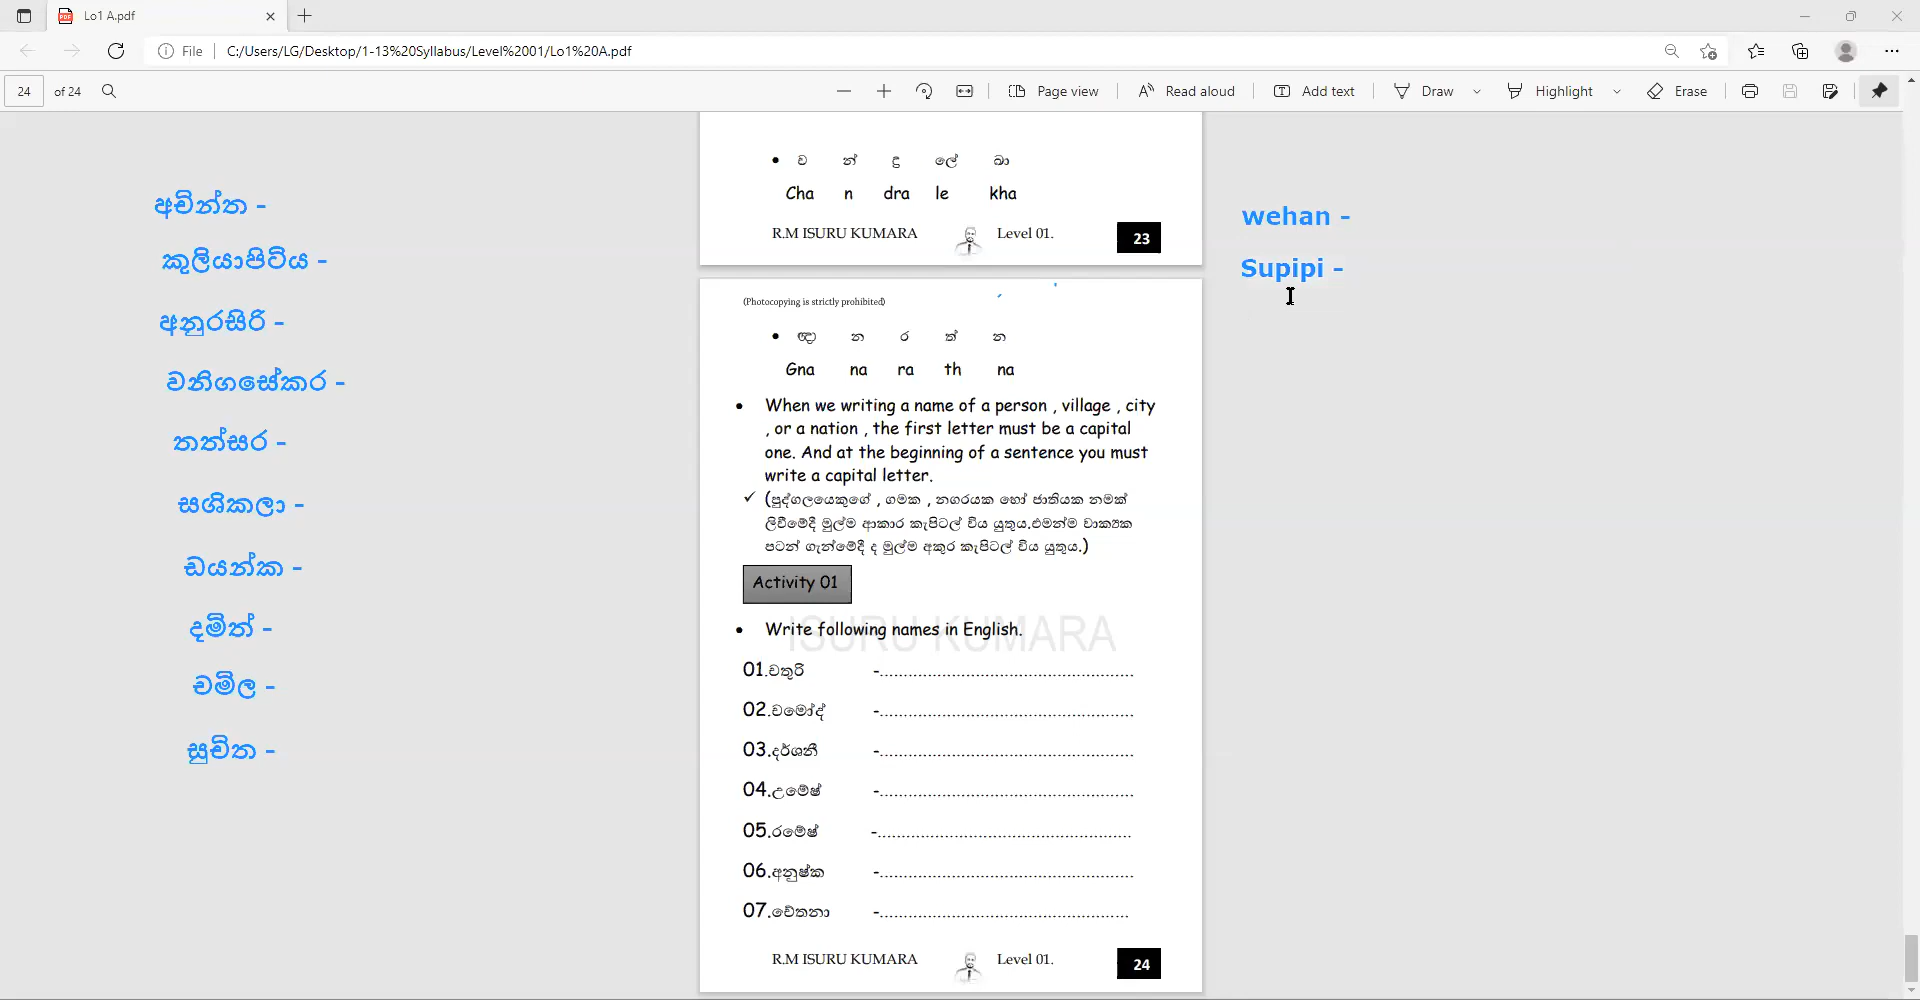 Lo1 A.pdf
File
C:/Users/LG/Desktop/1-13%20Syllabus/Level%2001/Lo1%20A.pdf
24 of 24
Page view
Read aloud
Add text
Draw
Highlight
Erase
අචින්ත -
කුලියාපිටිය -
අනුරසිරි -
වනිගසේකර -
තත්සර -
සශිකලා -
ඩයන්ක -
දමිත් -
චමිල -
සුචිත -
• ච න් ද්‍ර ලේ ඛා
Cha n dra le kha
R.M ISURU KUMARA Level 01. 23
(Photocopying is strictly prohibited)
• ඥා න ර ත් න
Gna na ra th na
• When we writing a name of a person , village , city
, or a nation , the first letter must be a capital
one. And at the beginning of a sentence you must
write a capital letter.
✓ (පුද්ගලයෙකුගේ , ගමක , නගරයක හෝ ජාතියක නමක්
ලිවීමේදී මුල්ම ආකාර කැපිටල් විය යුතුය.එමන්ම වාක්‍යක
පටන් ගැන්මේදී ද මුල්ම අකුර කැපිටල් විය යුතුය.)
Activity 01
ISURU KUMARA
• Write following names in English.
01.චතුරි -...........................................
02.චමෝද් -...........................................
03.දර්ශනී -...........................................
04.උමේෂ් -...........................................
05.රමේෂ් -...........................................
06.අනුෂ්ක -...........................................
07.චේතනා -...........................................
R.M ISURU KUMARA Level 01. 24
wehan -
Supipi -